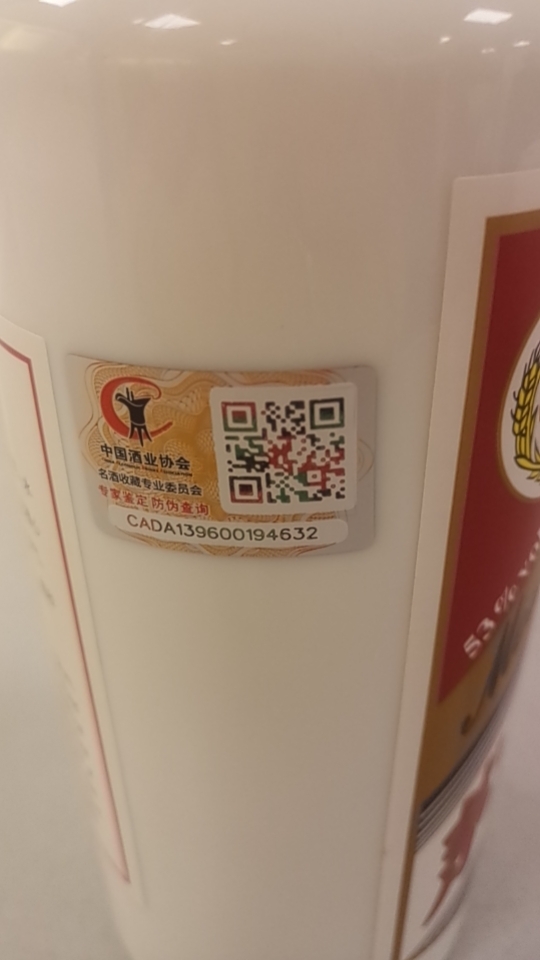 中国酒业协会
名酒收藏专业委员会
专家鉴定 防伪查询
CADA139600194632
53%